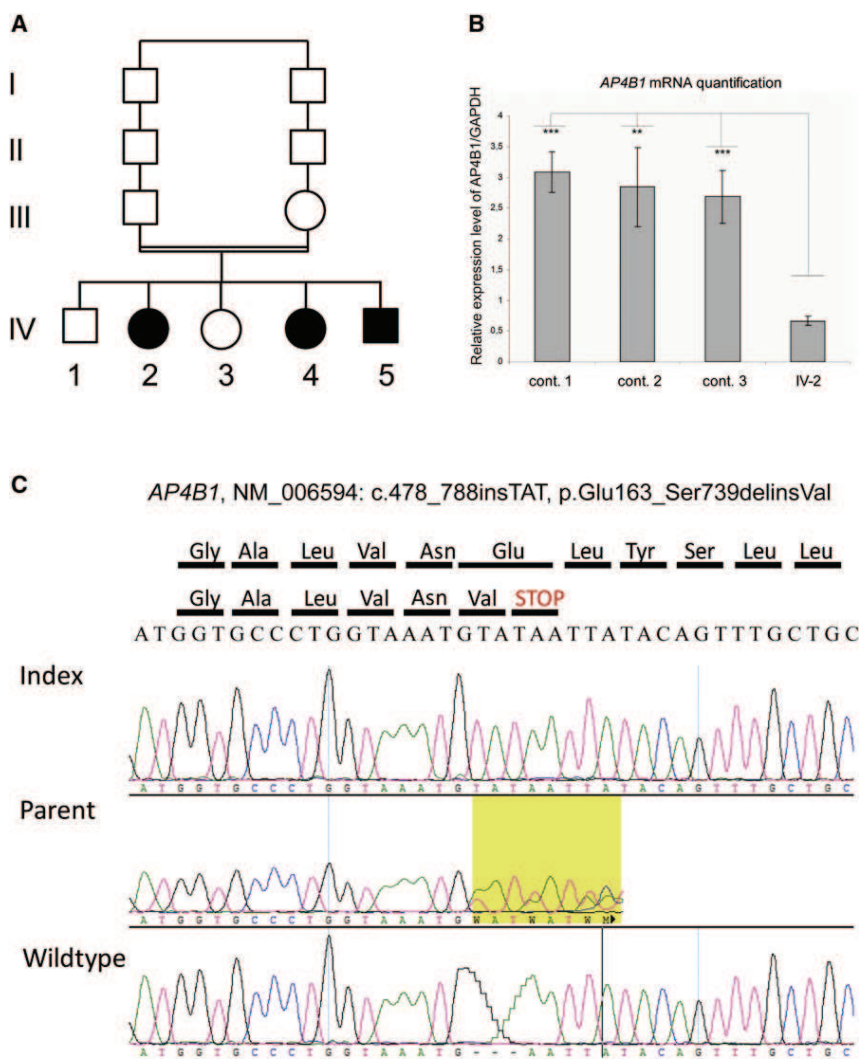 A
I
II
III
IV
1 2 3 4 5
B
AP4B1 mRNA quantification
Relative expression level of AP4B1/GAPDH
4
3,5
3
2,5
2
1,5
1
0,5
0
*** ** ***
cont. 1 cont. 2 cont. 3 IV-2
C
AP4B1, NM_006594: c.478_788insTAT, p.Glu163_Ser739delinsVal
Gly Ala Leu Val Asn Glu Leu Tyr Ser Leu Leu
Gly Ala Leu Val Asn Val STOP
ATGGTGCCCTGGTAAATGTATAATTATACAGTTTGCTGC
Index
ATGGTGCCCTGGTAAATGTATAATTATACAGTTTGCTGC
Parent
ATGGTGCCCTGGTAAATGWATWATWM
Wildtype
ATGGTGCCCTGGTAAATG---AATTATACAGTTTGCTGC